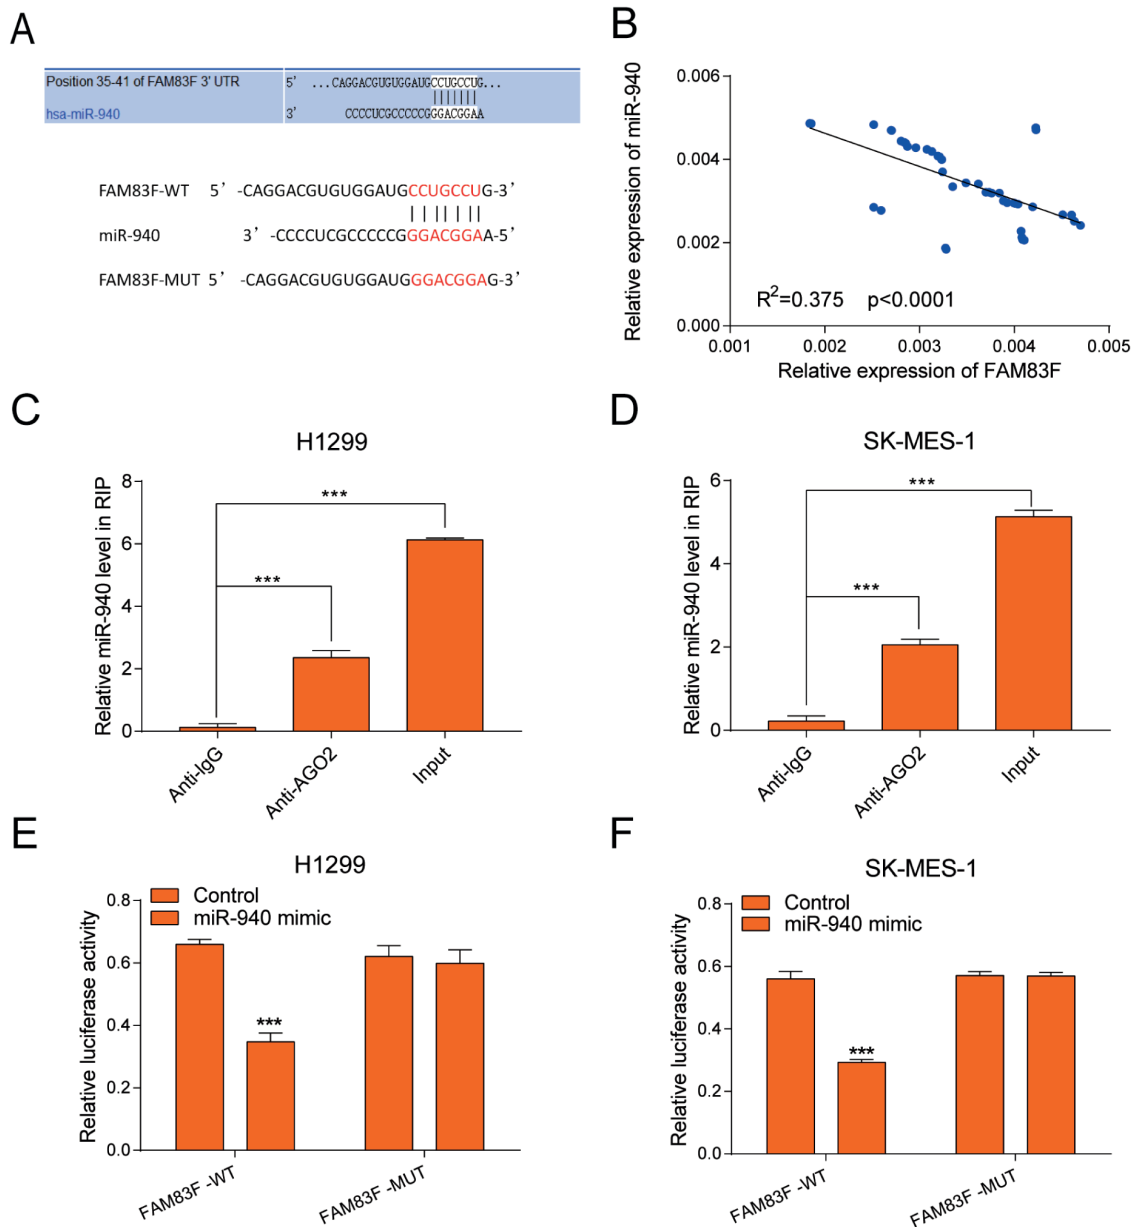 A
Position 35-41 of FAM83F 3' UTR 5' ...CAGGACGUGUGGAUGCCUGCCUG...
hsa-miR-940 3' CCCCUCGCCCCCGGGACGGAA
FAM83F-WT 5' -CAGGACGUGUGGAUGCCUGCCUG-3'
miR-940 3' -CCCCUCGCCCCCGGGACGGAA-5'
FAM83F-MUT 5' -CAGGACGUGUGGAUGGGACGGAG-3'
B
Relative expression of miR-940
0.006
0.004
0.002
0.000
R2=0.375 p<0.0001
0.001 0.002 0.003 0.004 0.005
Relative expression of FAM83F
C
H1299
Relative miR-940 level in RIP
8
6
4
2
0
***
***
Anti-IgG Anti-AGO2 Input
D
SK-MES-1
Relative miR-940 level in RIP
6
4
2
0
***
***
Anti-IgG Anti-AGO2 Input
E
H1299
Control
miR-940 mimic
Relative luciferase activity
0.8
0.6
0.4
0.2
0.0
***
FAM83F -WT FAM83F -MUT
F
SK-MES-1
Control
miR-940 mimic
Relative luciferase activity
0.8
0.6
0.4
0.2
0.0
***
FAM83F -WT FAM83F -MUT